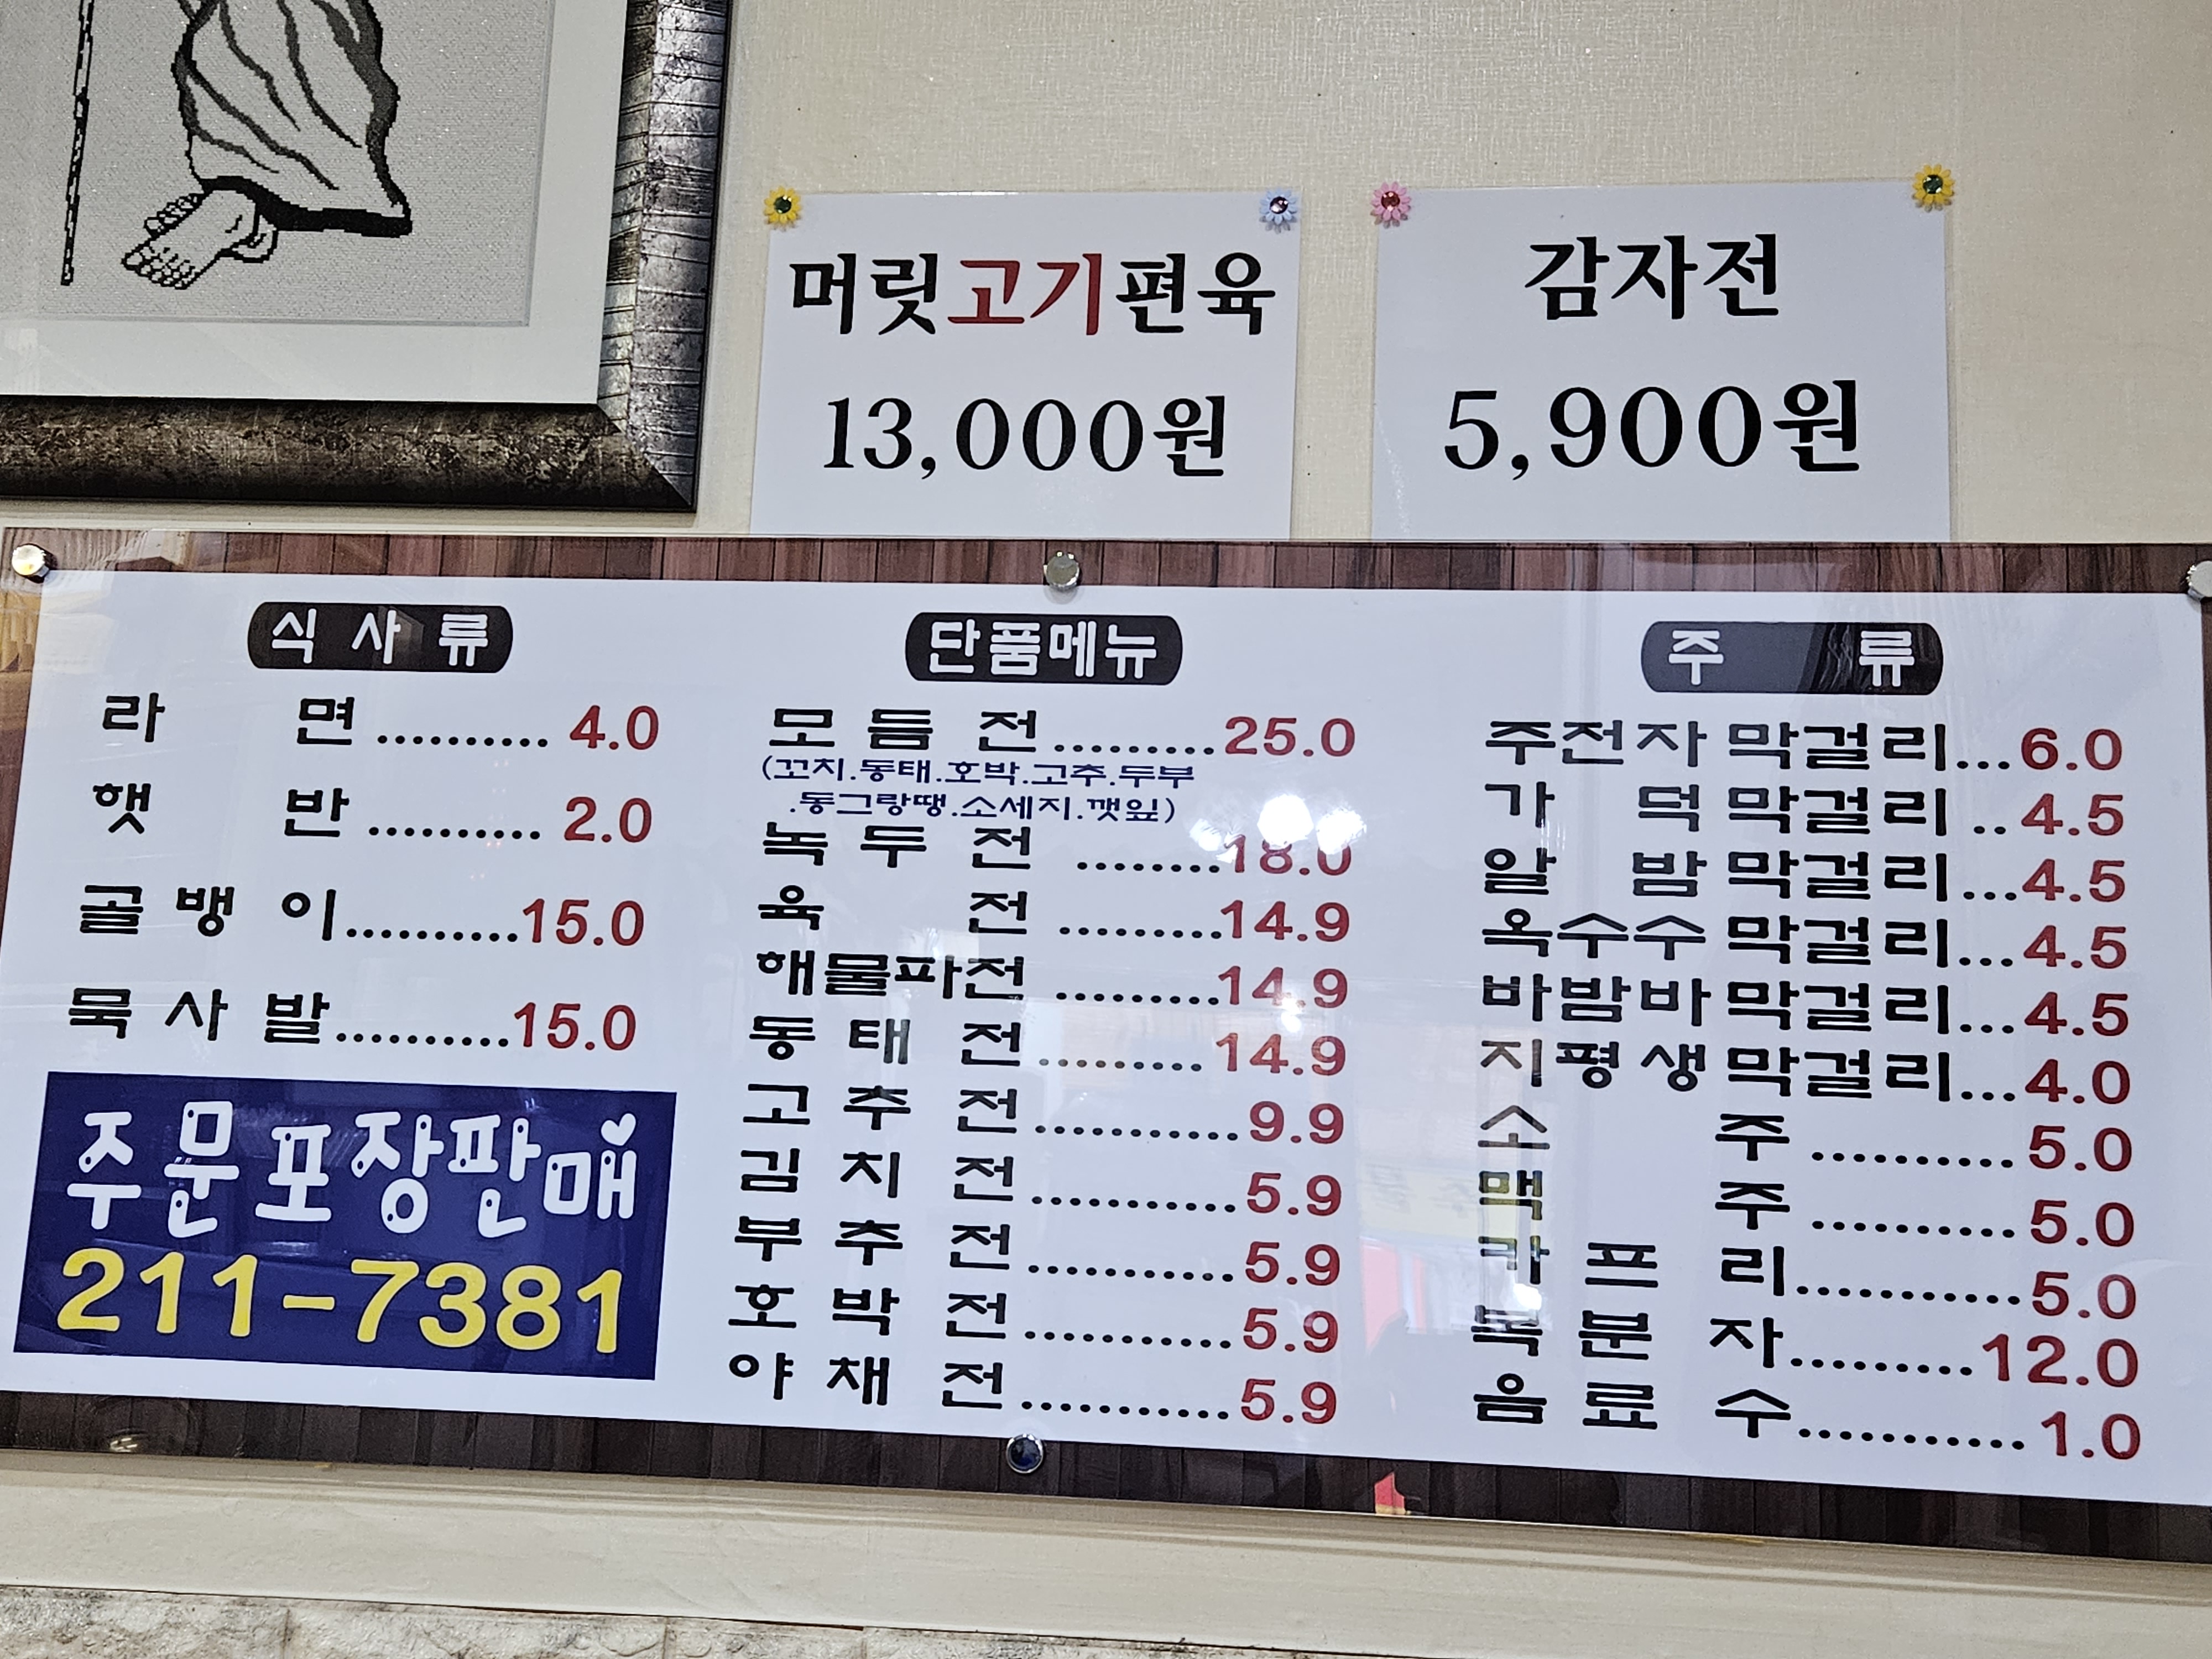 머릿고기편육
13,000원
감자전
5,900원
식사류
라면.......... 4.0
햇반.......... 2.0
골뱅이..........15.0
묵사발..........15.0
주문포장판매
211-7381
단품메뉴
모듬전.........25.0
(꼬치.동태.호박.고추.두부
.동그랑땡.소세지.깻잎)
녹두전 ........18.0
육전 .........14.9
해물파전 .........14.9
동태전......... 14.9
고추전...........9.9
김치전...........5.9
부추전...........5.9
호박전...........5.9
야채전...........5.9
주류
주전자막걸리...6.0
가덕막걸리 ..4.5
알밤막걸리...4.5
옥수수막걸리...4.5
바밤바막걸리...4.5
지평생막걸리...4.0
소주...........5.0
맥주...........5.0
카프리............5.0
복분자..........12.0
음료수............1.0